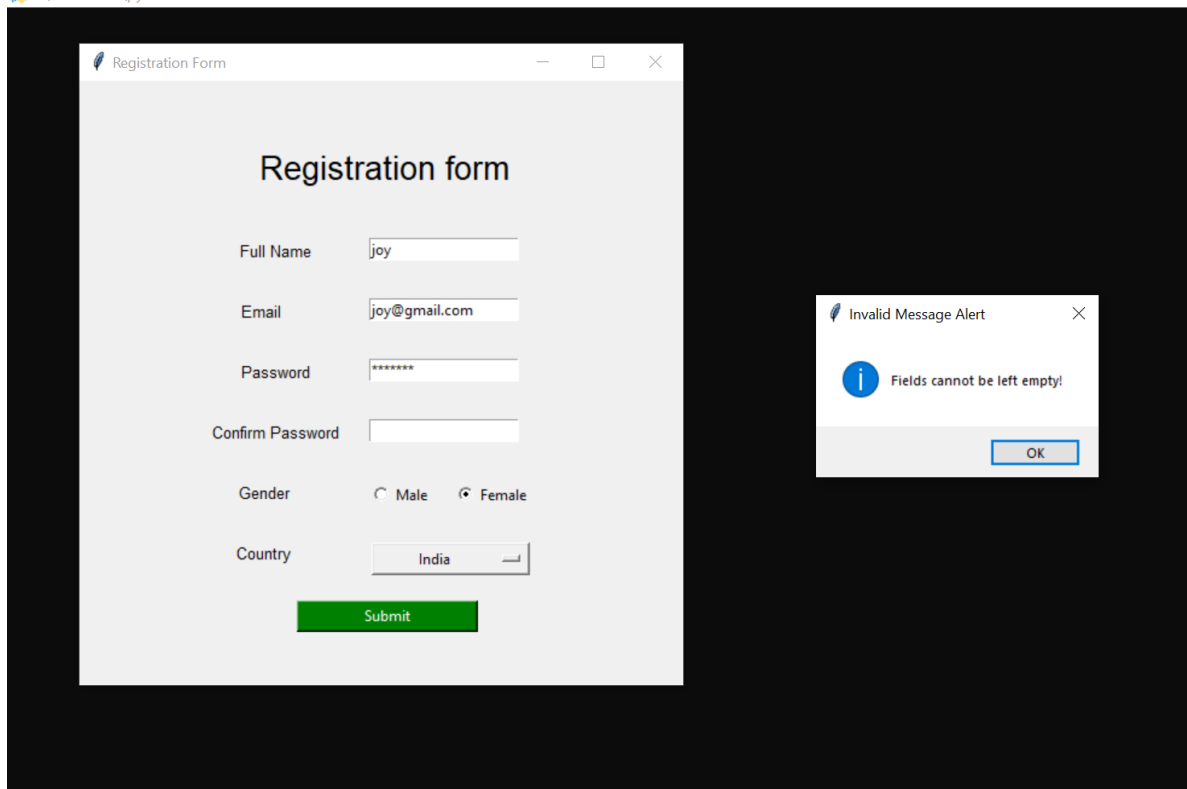 Registration Form
Registration form
Full Name joy
Email joy@gmail.com
Password *******
Confirm Password
Gender Male Female
Country India
Submit
Invalid Message Alert
Fields cannot be left empty!
OK